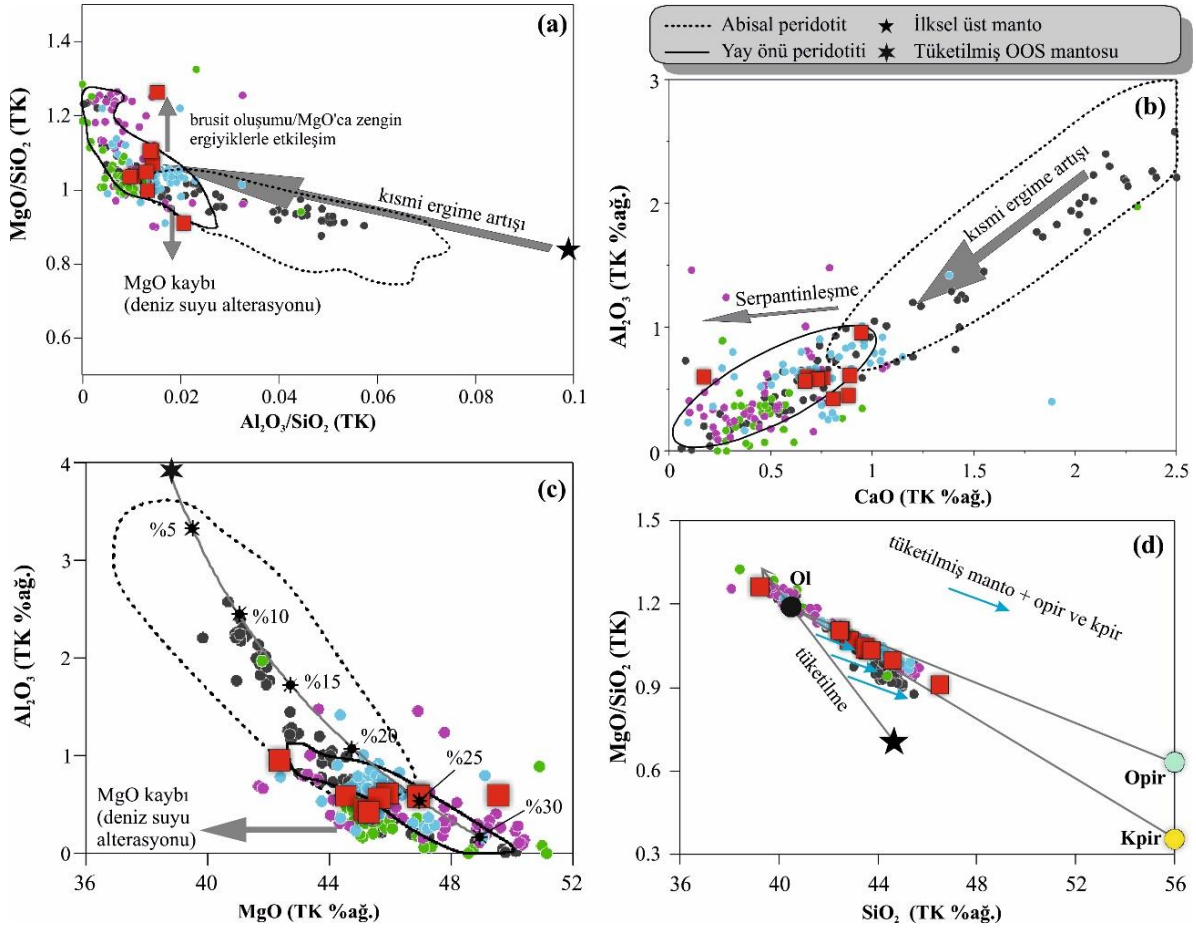 Abisal peridotit
İlksel üst manto
Yay önü peridotiti
Tüketilmiş OOS mantosu
(a)
1.4
1.2
1
0.8
0.6
MgO/SiO₂ (TK)
brusit oluşumu/MgO'ca zengin
ergiyiklerle etkileşim
kısmi ergime artışı
MgO kaybı
(deniz suyu alterasyonu)
0
0.02
0.04
0.06
0.08
0.1
Al₂O₃/SiO₂ (TK)
(b)
3
2
1
0
Al₂O₃ (TK %ağ.)
kısmi ergime artışı
Serpantinleşme
0
0.5
1
1.5
2
2.5
CaO (TK %ağ.)
(c)
4
3
2
1
0
Al₂O₃ (TK %ağ.)
%5
%10
%15
%20
%25
%30
MgO kaybı
(deniz suyu
alterasyonu)
36
40
44
48
52
MgO (TK %ağ.)
(d)
1.5
1.2
0.9
0.6
0.3
MgO/SiO₂ (TK)
Ol
tüketilmiş manto + opir ve kpir
tüketilme
Opir
Kpir
36
40
44
48
52
56
SiO₂ (TK %ağ.)